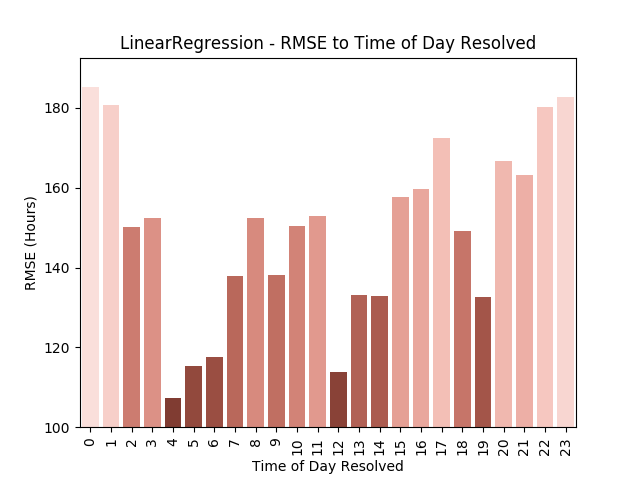 LinearRegression - RMSE to Time of Day Resolved
RMSE (Hours)
180
160
140
120
100
0 1 2 3 4 5 6 7 8 9 10 11 12 13 14 15 16 17 18 19 20 21 22 23
Time of Day Resolved